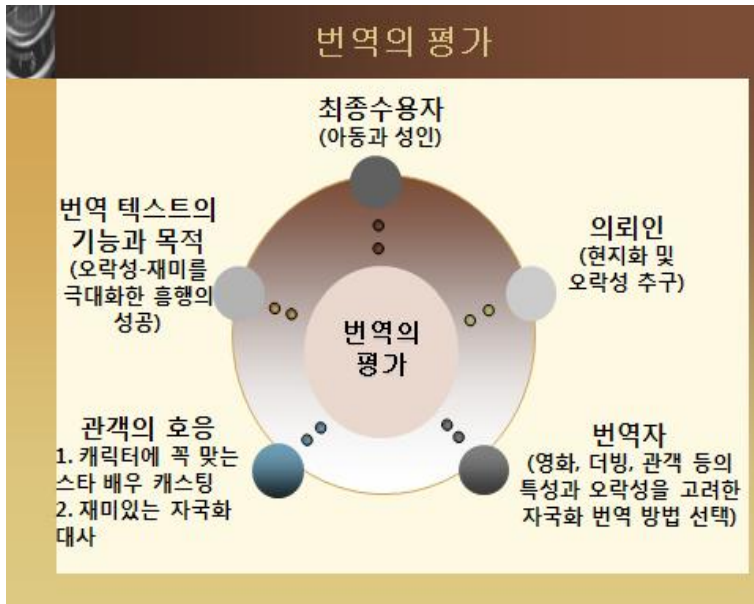 번역의 평가
최종수용자
(아동과 성인)
의뢰인
(현지화 및
오락성 추구)
번역자
(영화, 더빙, 관객 등의
특성과 오락성을 고려한
자국화 번역 방법 선택)
관객의 호응
1. 캐릭터에 꼭 맞는
스타 배우 캐스팅
2. 재미있는 자국화
대사
번역 텍스트의
기능과 목적
(오락성-재미를
극대화한 흥행의
성공)
번역의
평가